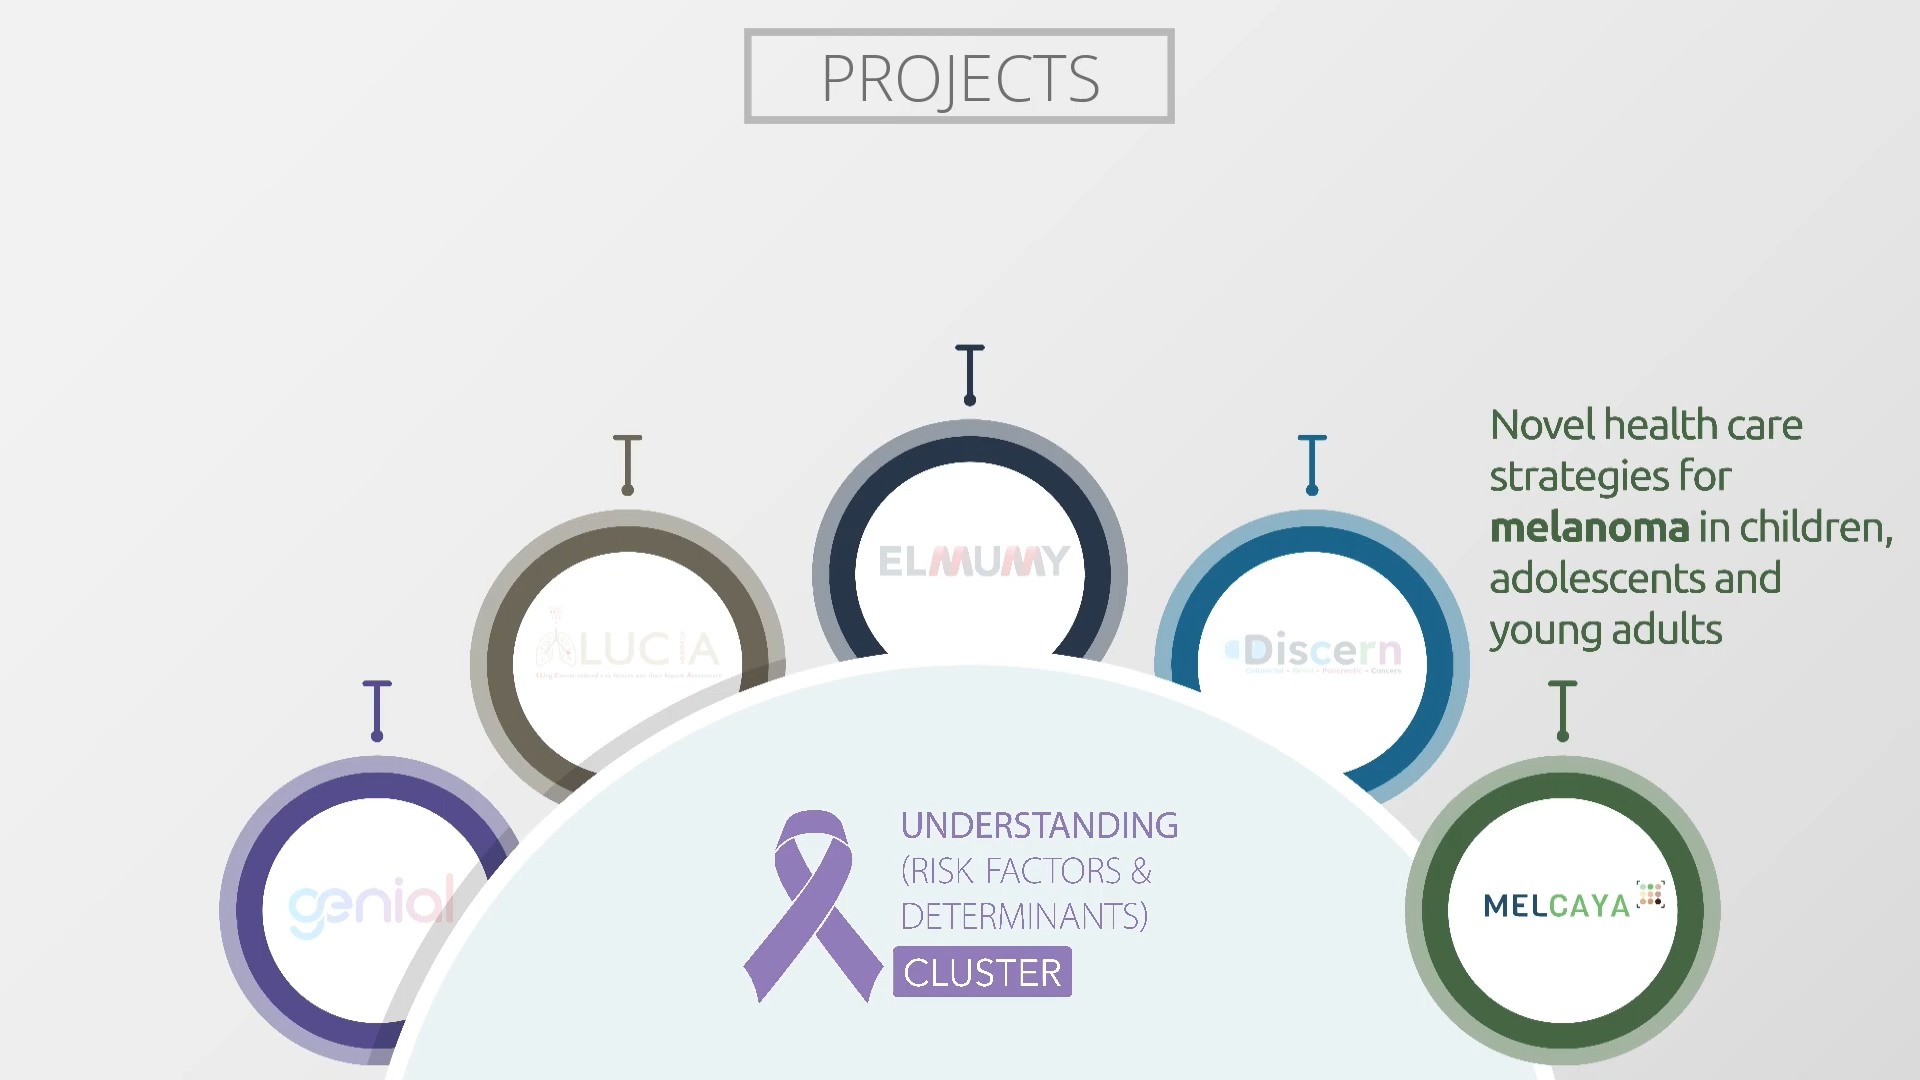 PROJECTS
Novel health care
strategies for
melanoma in children,
adolescents and
young adults
ELMUMY
LUCIA
Discern
genial
MELCAYA
UNDERSTANDING
(RISK FACTORS &
DETERMINANTS)
CLUSTER